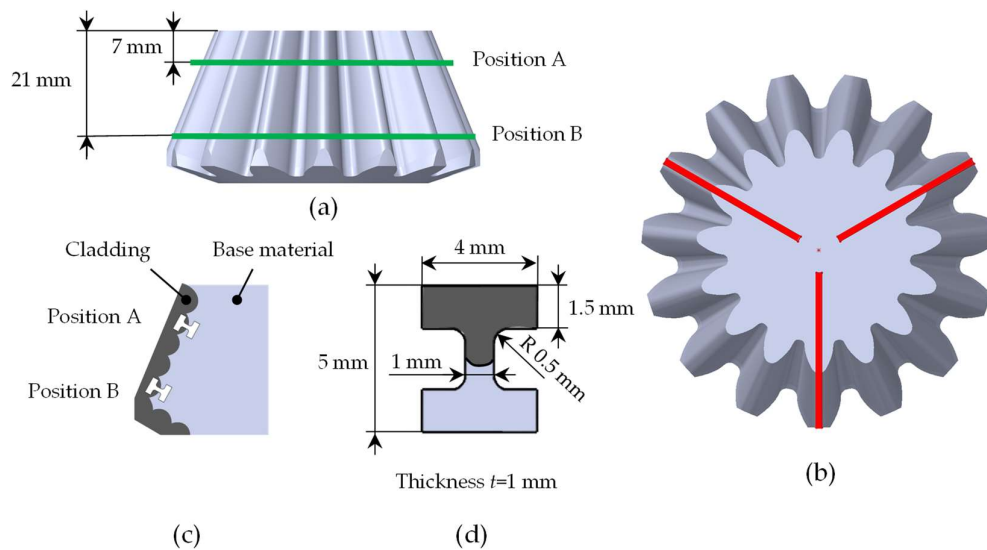 7 mm
Position A
21 mm
Position B
(a)
Cladding
Base material
Position A
Position B
(c)
4 mm
1.5 mm
5 mm
1 mm
R 0.5 mm
Thickness t=1 mm
(d)
(b)